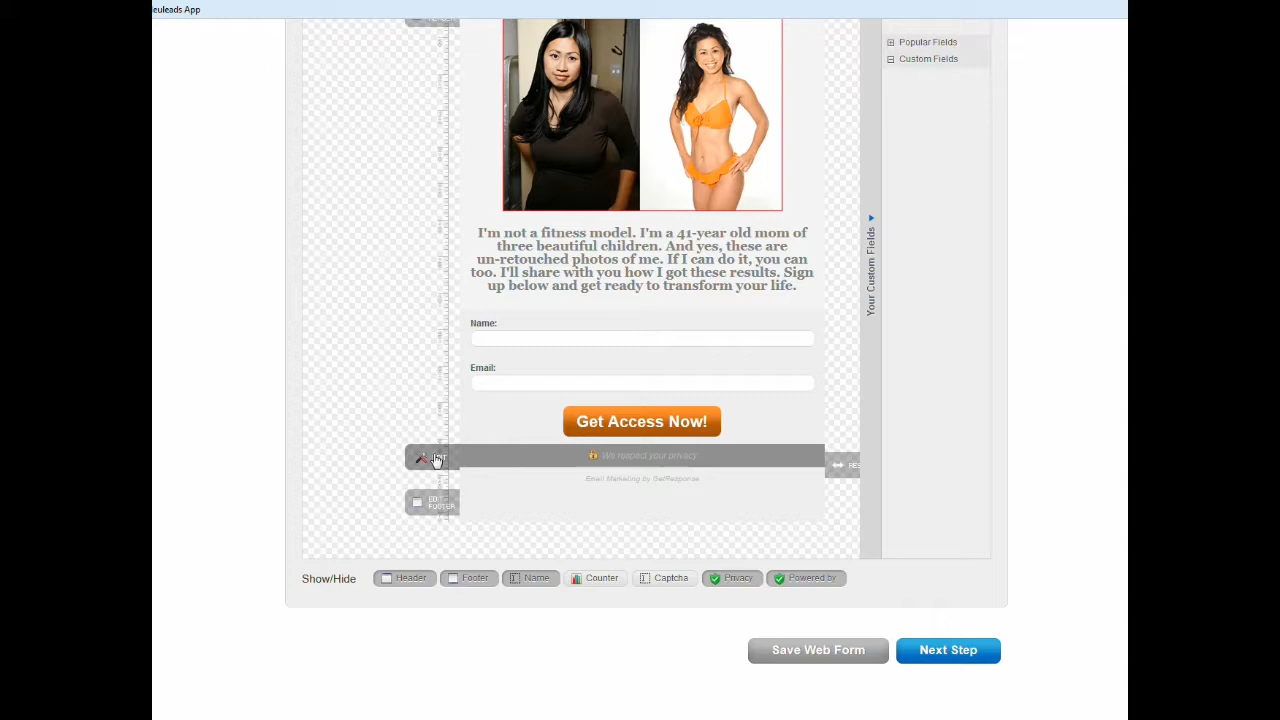 euleads App
Popular Fields
Custom Fields
I'm not a fitness model. I'm a 41-year old mom of
three beautiful children. And yes, these are
un-retouched photos of me. If I can do it, you can
too. I'll share with you how I got these results. Sign
up below and get ready to transform your life.
Your Custom Fields
Name:
Email:
Get Access Now!
We respect your privacy
RES
Email Marketing by GetResponse
EDIT
FOOTER
Show/Hide
Header
Footer
Name
Counter
Captcha
Privacy
Powered by
Save Web Form
Next Step